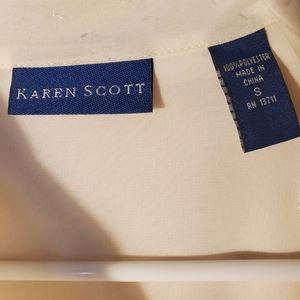 KAREN SCOTT
100% POLYESTER
MADE IN
CHINA
S
RN 13711